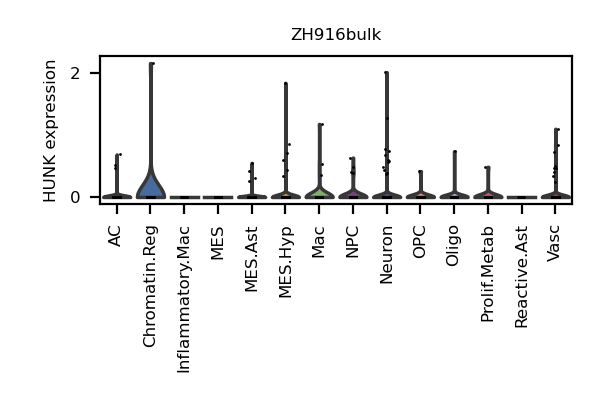 ZH916bulk
HUNK expression
2
0
AC
Chromatin.Reg
Inflammatory.Mac
MES
MES.Ast
MES.Hyp
Mac
NPC
Neuron
OPC
Oligo
Prolif.Metab
Reactive.Ast
Vasc